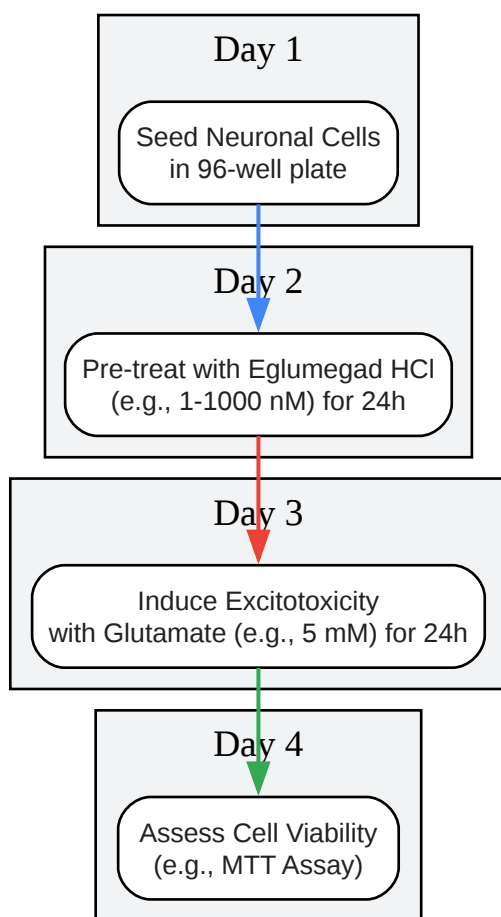 Day 1
Seed Neuronal Cells
in 96-well plate
Day 2
Pre-treat with Eglumegad HCl
(e.g., 1-1000 nM) for 24h
Day 3
Induce Excitotoxicity
with Glutamate (e.g., 5 mM) for 24h
Day 4
Assess Cell Viability
(e.g., MTT Assay)